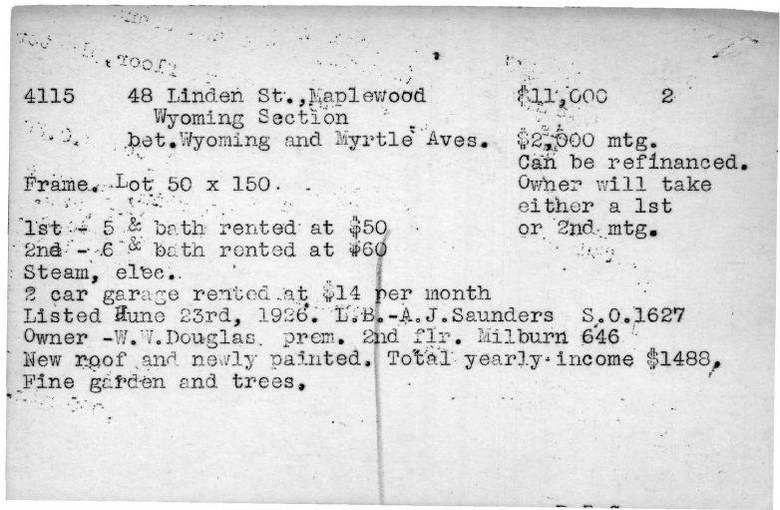 4115 48 Linden St.,Maplewood $11,000 2
Wyoming Section
bet.Wyoming and Myrtle Aves. $2,000 mtg.
Can be refinanced.
Frame. Lot 50 x 150. Owner will take
either a 1st
1st - 5 & bath rented at $50 or 2nd mtg.
2nd - 6 & bath rented at $60
Steam, elec.
2 car garage rented at $14 per month
Listed June 23rd, 1926. L.B.-A.J.Saunders S.O.1627
Owner -W.W.Douglas prem. 2nd flr. Milburn 646
New roof and newly painted. Total yearly income $1488.
Fine garden and trees.